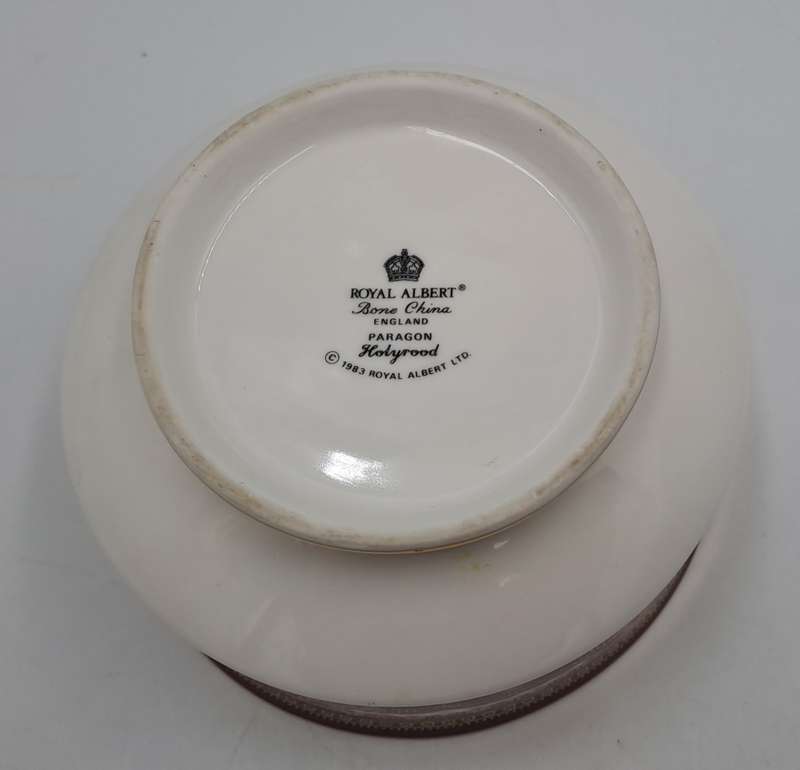 ROYAL ALBERT®
Bone China
ENGLAND
PARAGON
Holyrood
© 1983 ROYAL ALBERT LTD.